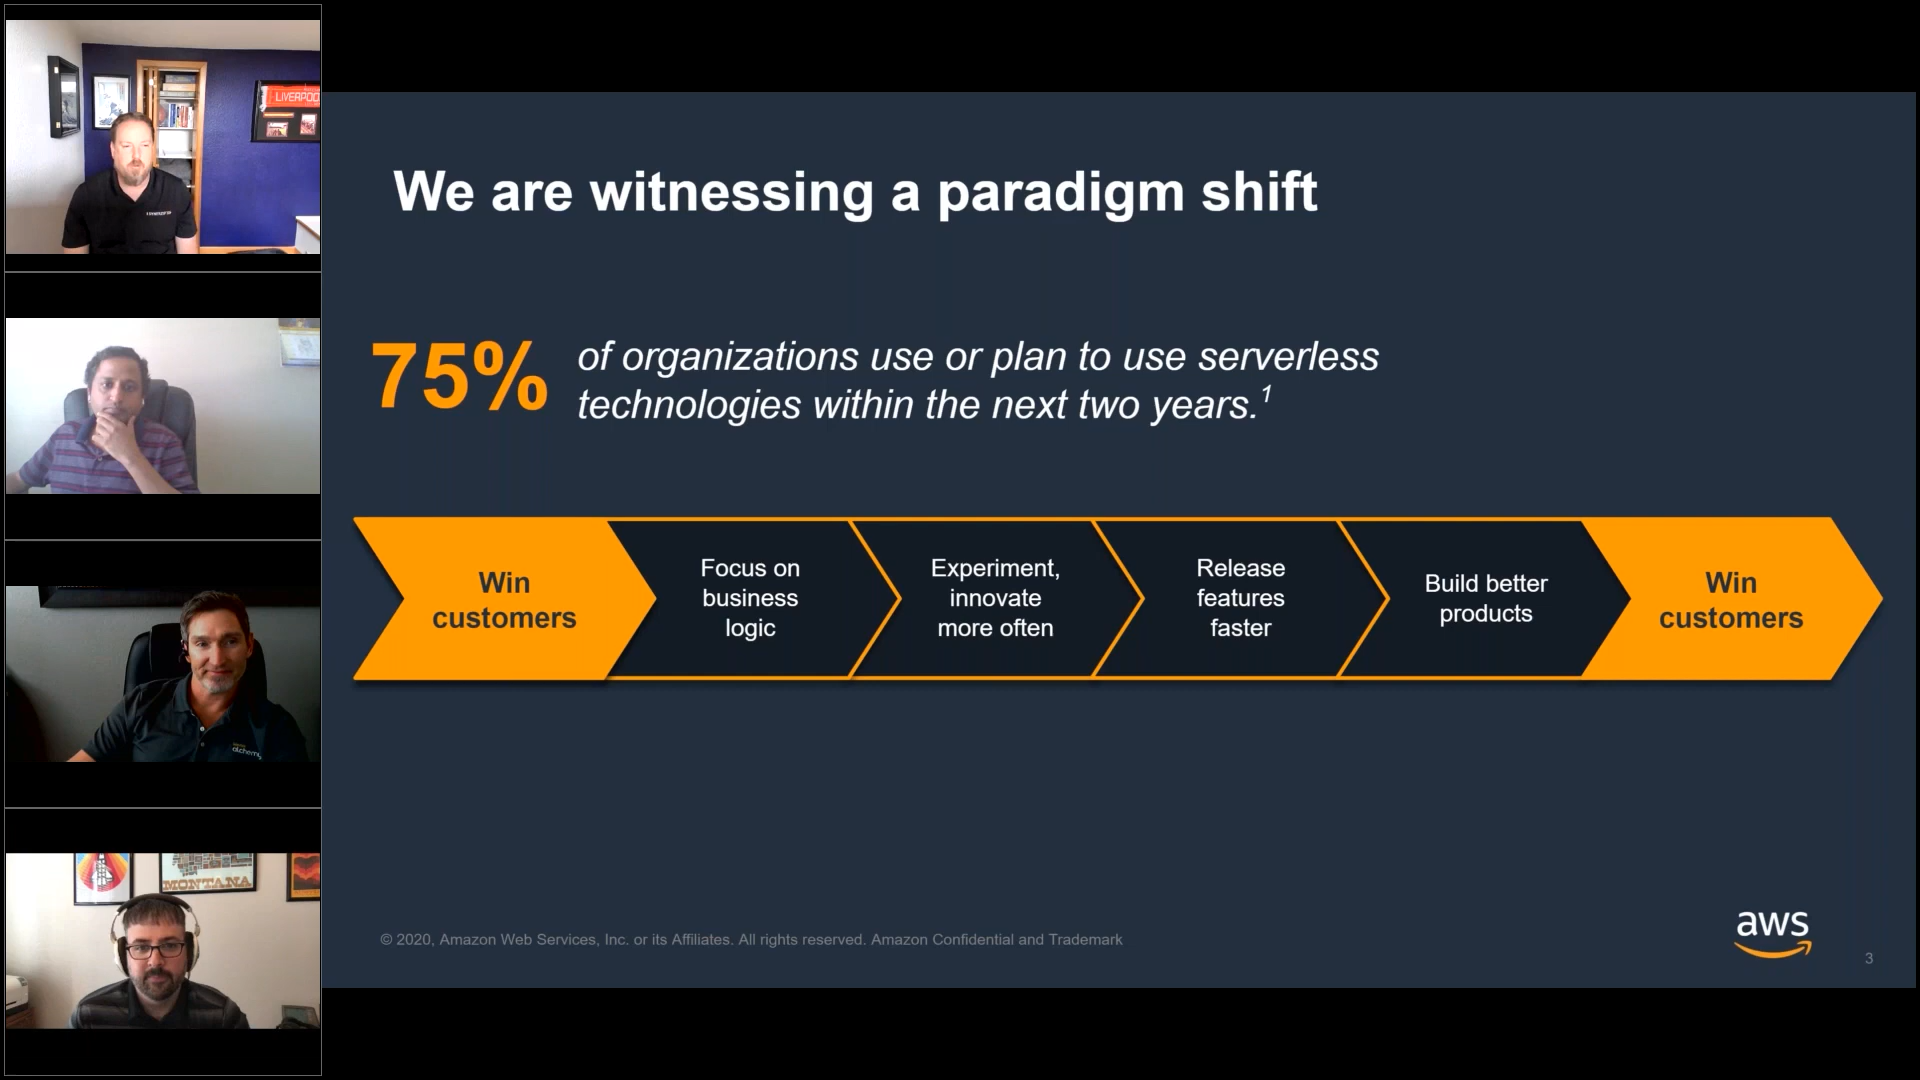 LIVERPOO
alchemy
MONTANA
We are witnessing a paradigm shift
75%
of organizations use or plan to use serverless
technologies within the next two years.1
Win
customers
Focus on
business
logic
Experiment,
innovate
more often
Release
features
faster
Build better
products
Win
customers
© 2020, Amazon Web Services, Inc. or its Affiliates. All rights reserved. Amazon Confidential and Trademark
aws
3